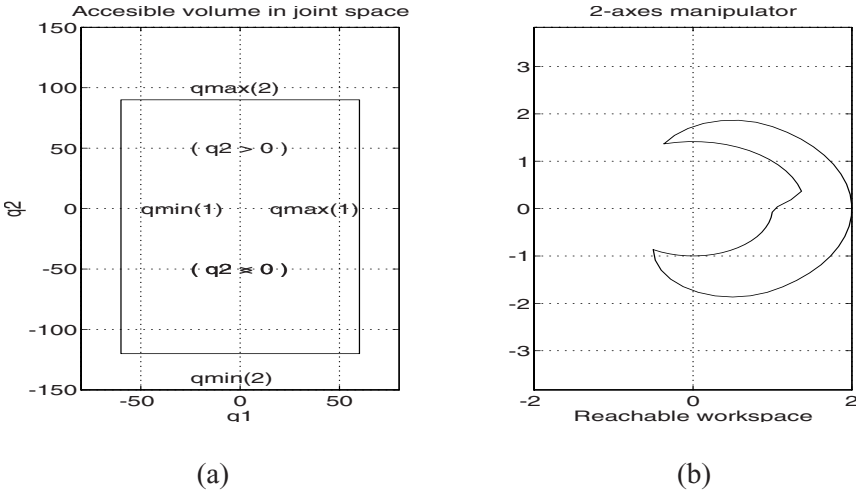 Accesible volume in joint space
150
100
50
0
-50
-100
-150
q2
qmax(2)
( q2 > 0 )
qmin(1)
qmax(1)
qmin(2)
-50
0
50
q1
(a)
2-axes manipulator
3
2
1
0
-1
-2
-3
-2
0
2
Reachable workspace
(b)